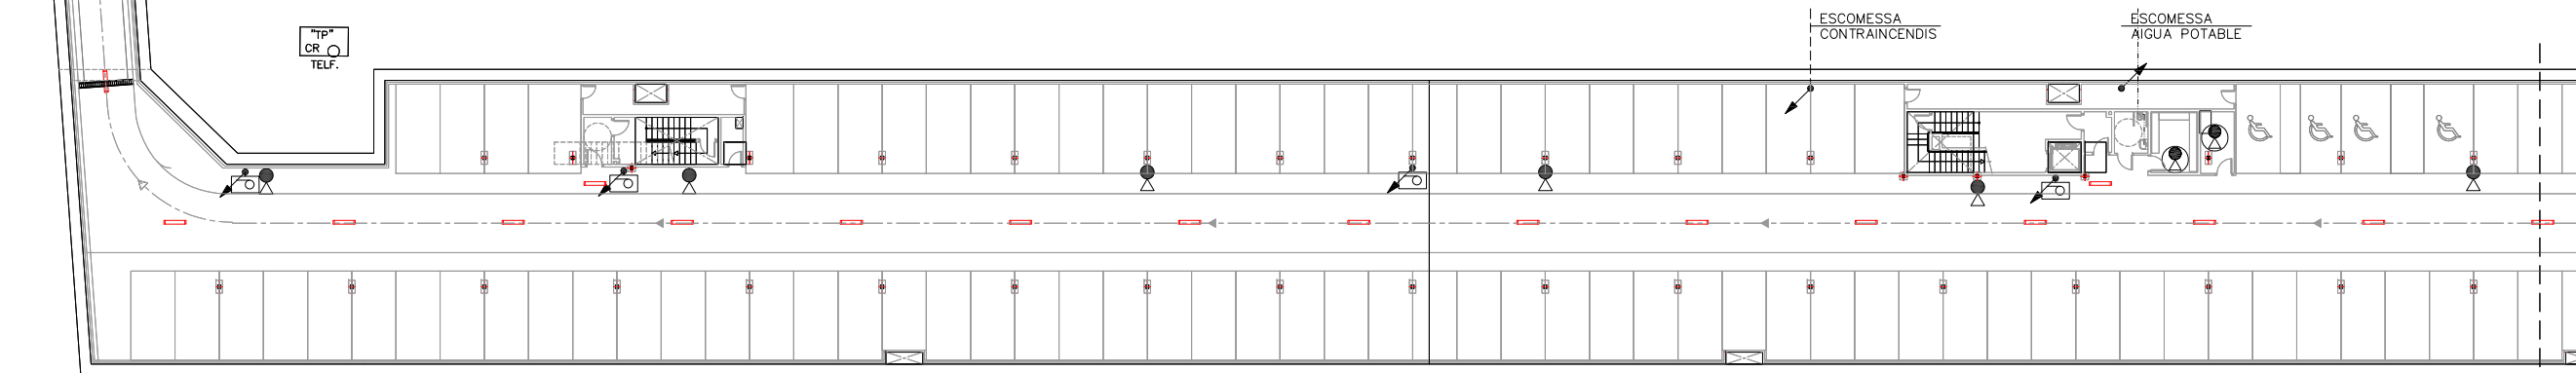 "TP"
CR
TELF.
ESCOMESSA
CONTRAINCENDIS
ESCOMESSA
AIGUA POTABLE